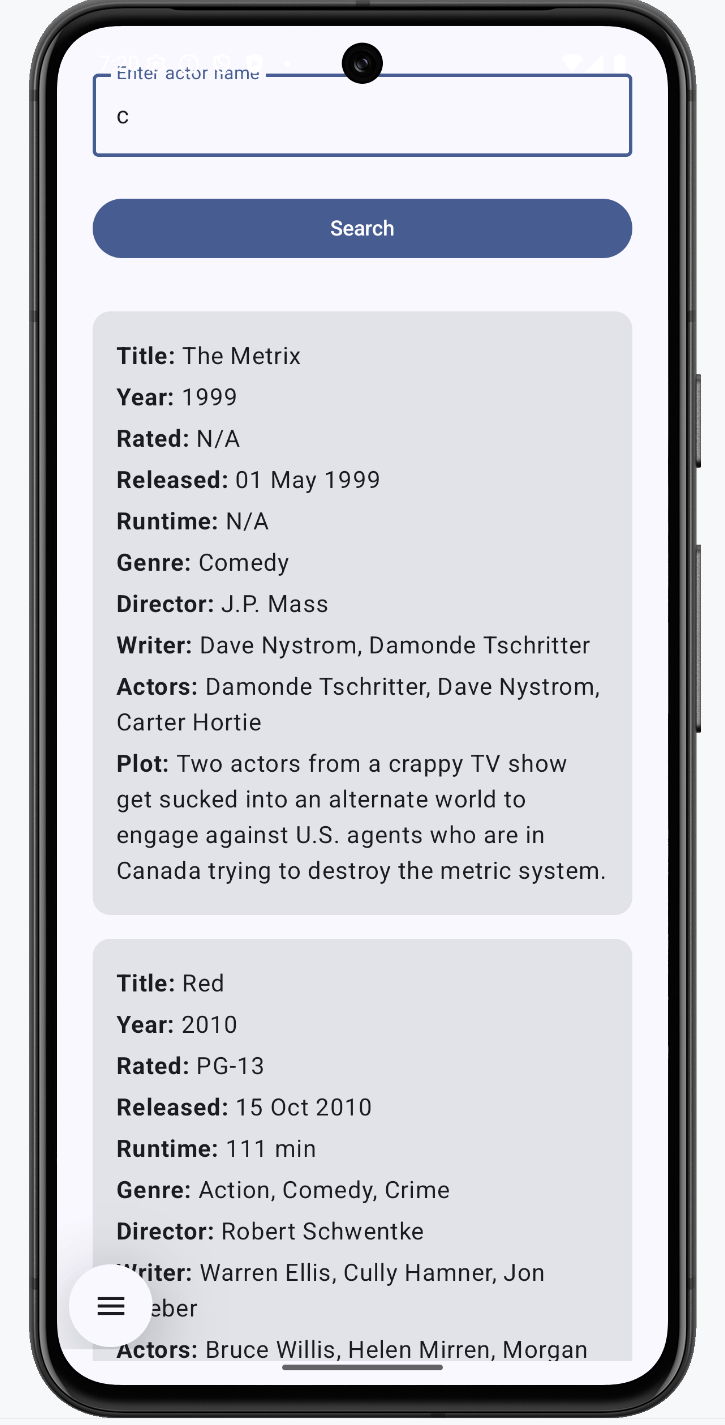 Enter actor name
c
Search
Title: The Metrix
Year: 1999
Rated: N/A
Released: 01 May 1999
Runtime: N/A
Genre: Comedy
Director: J.P. Mass
Writer: Dave Nystrom, Damonde Tschritter
Actors: Damonde Tschritter, Dave Nystrom,
Carter Hortie
Plot: Two actors from a crappy TV show
get sucked into an alternate world to
engage against U.S. agents who are in
Canada trying to destroy the metric system.
Title: Red
Year: 2010
Rated: PG-13
Released: 15 Oct 2010
Runtime: 111 min
Genre: Action, Comedy, Crime
Director: Robert Schwentke
Writer: Warren Ellis, Cully Hamner, Jon
eber
Actors: Bruce Willis, Helen Mirren, Morgan